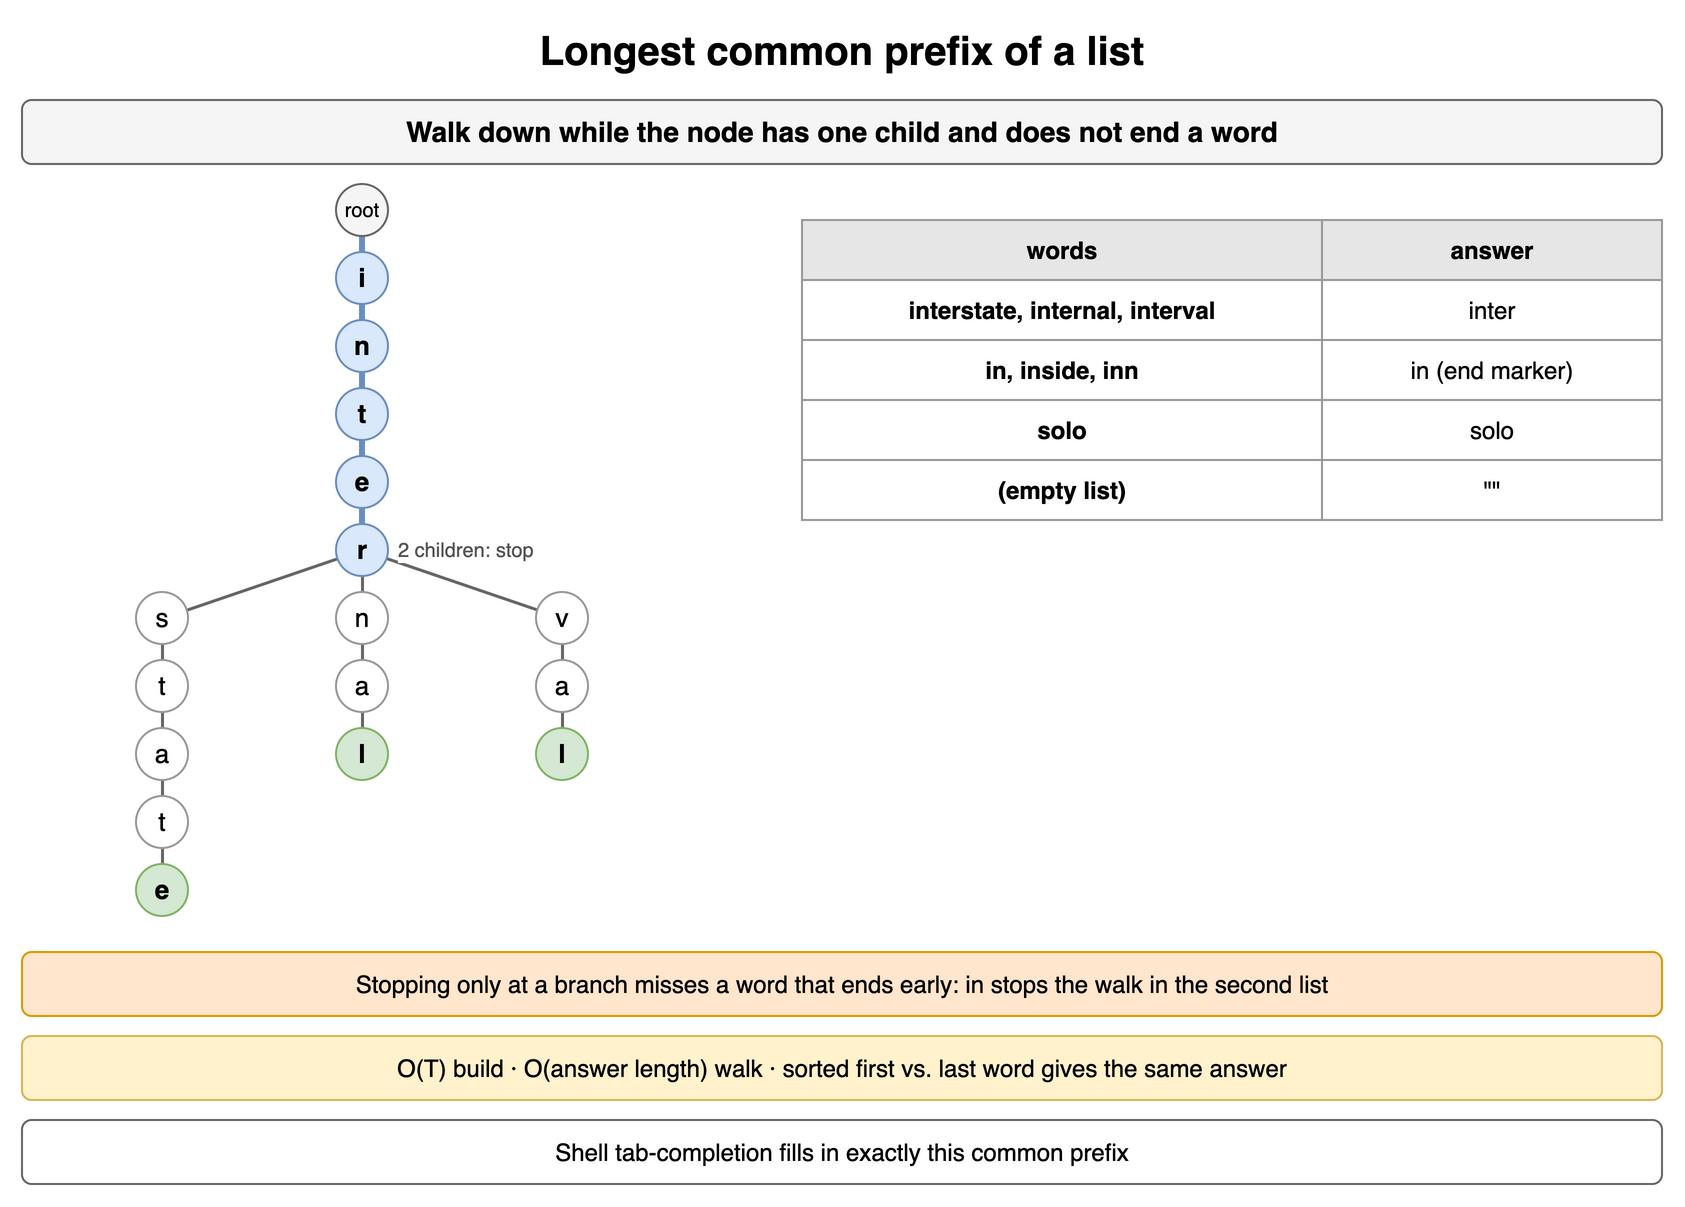 Longest common prefix of a list
Walk down while the node has one child and does not end a word
root
i
n
t
e
r
2 children: stop
s
n
v
t
a
a
a
l
l
t
e
words
answer
interstate, internal, interval
inter
in, inside, inn
in (end marker)
solo
solo
(empty list)
""
Stopping only at a branch misses a word that ends early: in stops the walk in the second list
O(T) build · O(answer length) walk · sorted first vs. last word gives the same answer
Shell tab-completion fills in exactly this common prefix